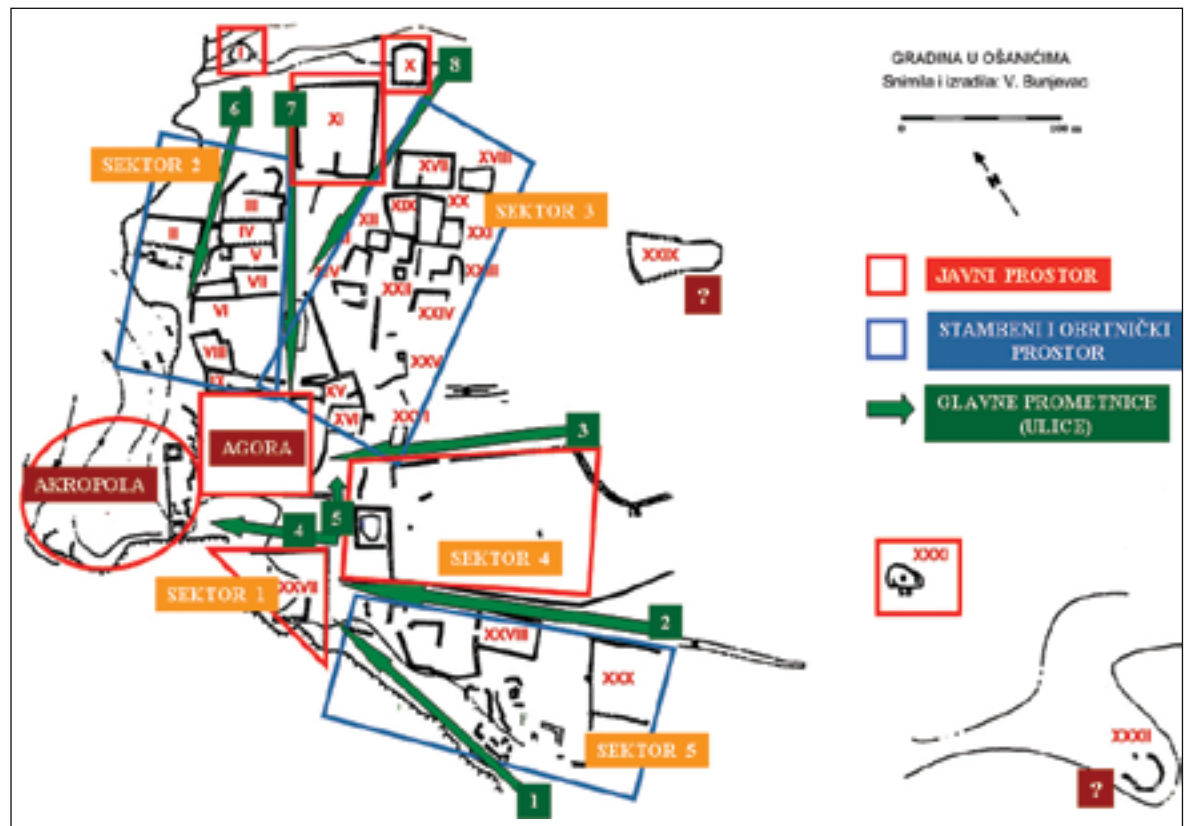 GRADINA U OŠANIĆIMA
Snimila i izradila: V. Bunjevac
0 100 m
N
JAVNI PROSTOR
STAMBENI I OBRTNIČKI
PROSTOR
GLAVNE PROMETNICE
(ULICE)
I
X
8
6
7
XI
SEKTOR 2
XVII
XVIII
SEKTOR 3
III
XIX
XX
II
IV
XII
XXI
V
XXIX
?
VII
XXII
VI
XXIV
VIII
XXV
IX
XV
XVI
3
AGORA
AKROPOLA
4
5
SEKTOR 4
XXXI
SEKTOR 1
XXVII
2
XXVIII
XXX
SEKTOR 5
1
XXXII
?